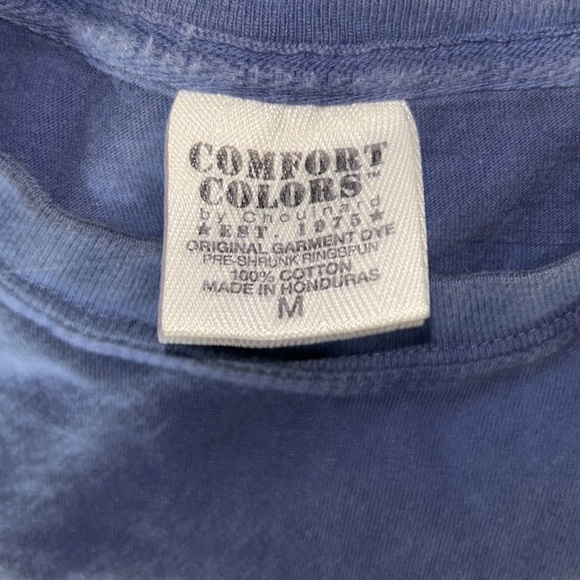 COMFORT
COLORS™
by Chouinard
★ EST. 1975 ★
ORIGINAL GARMENT DYE
PRE-SHRUNK RINGSPUN
100% COTTON
MADE IN HONDURAS
M